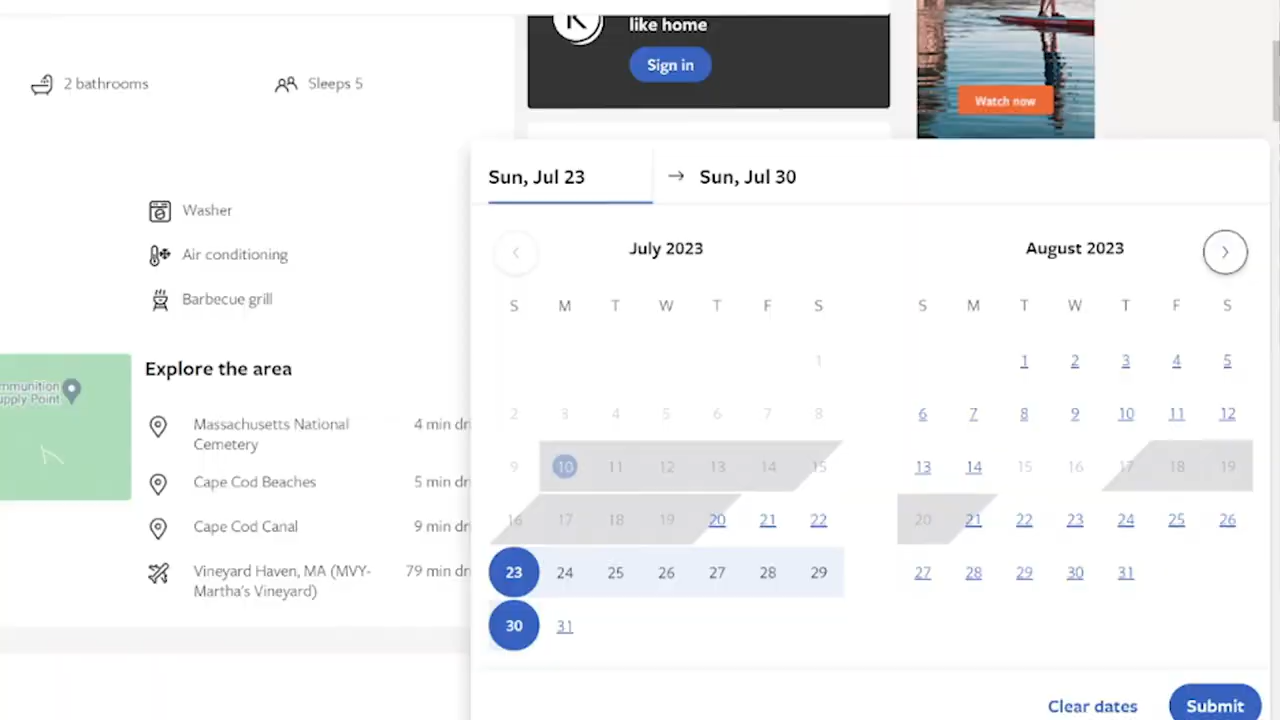 like home
Sign in
Watch now
2 bathrooms
Sleeps 5
Washer
Air conditioning
Barbecue grill
Explore the area
Massachusetts National
Cemetery
4 min dr
Cape Cod Beaches
5 min dr
Cape Cod Canal
9 min dr
Vineyard Haven, MA (MVY-
Martha's Vineyard)
79 min dr
Sun, Jul 23 → Sun, Jul 30
July 2023
S M T W T F S
1
2 3 4 5 6 7 8
9 10 11 12 13 14 15
16 17 18 19 20 21 22
23 24 25 26 27 28 29
30 31
August 2023
S M T W T F S
1 2 3 4 5
6 7 8 9 10 11 12
13 14 15 16 17 18 19
20 21 22 23 24 25 26
27 28 29 30 31
Clear dates
Submit